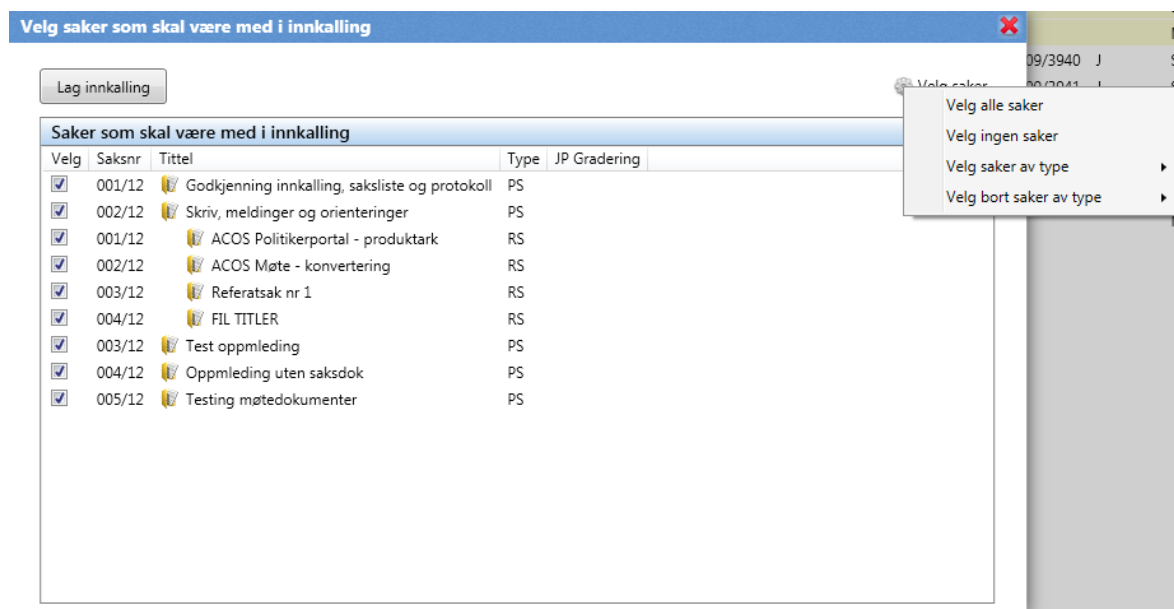 Velg saker som skal være med i innkalling
09/3940 J
Lag innkalling
Velg saker
Velg alle saker
Velg ingen saker
Velg saker av type
Velg bort saker av type
Saker som skal være med i innkalling
Velg Saksnr Tittel Type JP Gradering
001/12 Godkjenning innkalling, saksliste og protokoll PS
002/12 Skriv, meldinger og orienteringer PS
001/12 ACOS Politikerportal - produktark RS
002/12 ACOS Møte - konvertering RS
003/12 Referatsak nr 1 RS
004/12 FIL TITLER RS
003/12 Test oppmleding PS
004/12 Oppmleding uten saksdok PS
005/12 Testing møtedokumenter PS